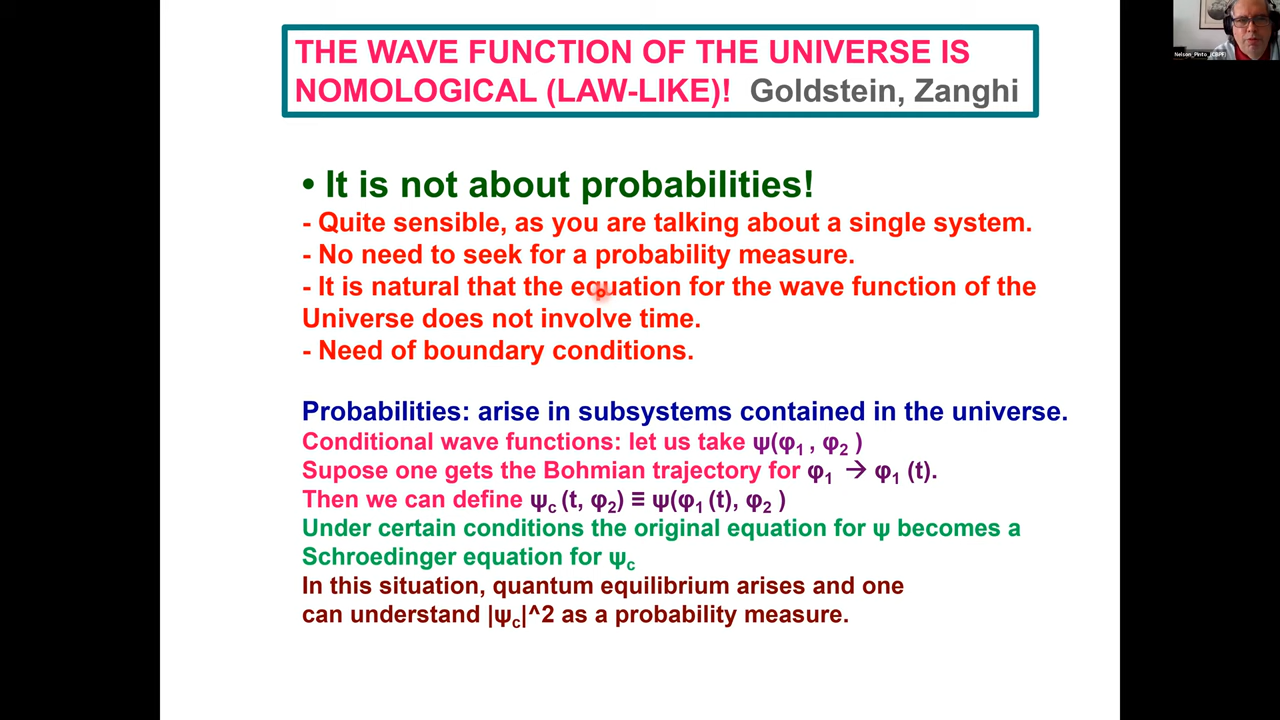 THE WAVE FUNCTION OF THE UNIVERSE IS
NOMOLOGICAL (LAW-LIKE)! Goldstein, Zanghi
• It is not about probabilities!
- Quite sensible, as you are talking about a single system.
- No need to seek for a probability measure.
- It is natural that the equation for the wave function of the
Universe does not involve time.
- Need of boundary conditions.
Probabilities: arise in subsystems contained in the universe.
Conditional wave functions: let us take ψ(φ₁ , φ₂ )
Supose one gets the Bohmian trajectory for φ₁ → φ₁ (t).
Then we can define ψc (t, φ₂) ≡ ψ(φ₁ (t), φ₂ )
Under certain conditions the original equation for ψ becomes a
Schroedinger equation for ψc
In this situation, quantum equilibrium arises and one
can understand |ψc|^2 as a probability measure.
Nelson_Pinto_(CBPF)